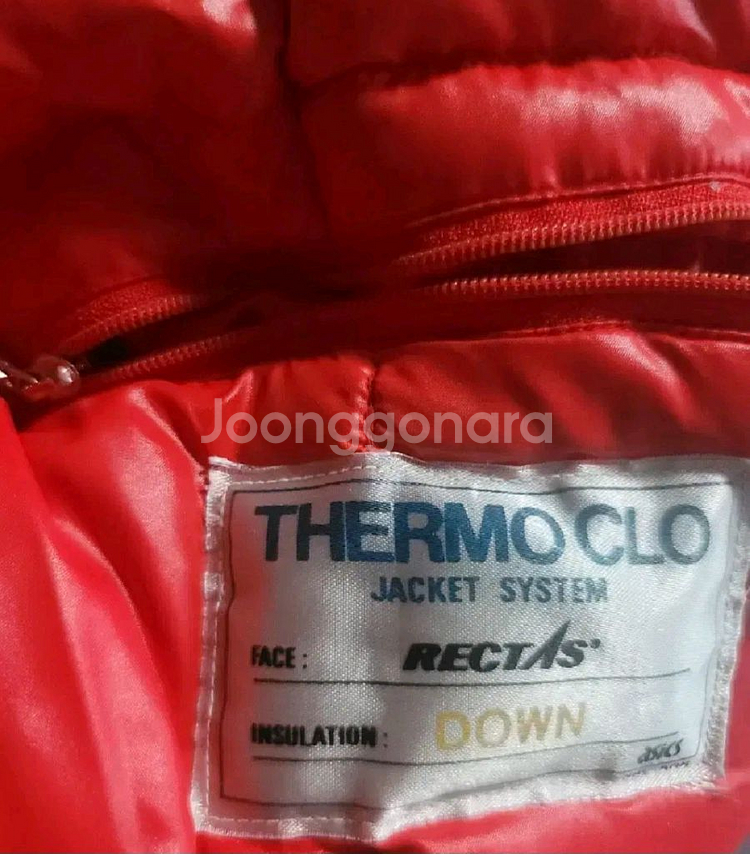 Joonggonara
THERMO CLO
JACKET SYSTEM
FACE : RECTAS®
INSULATION : DOWN
asics